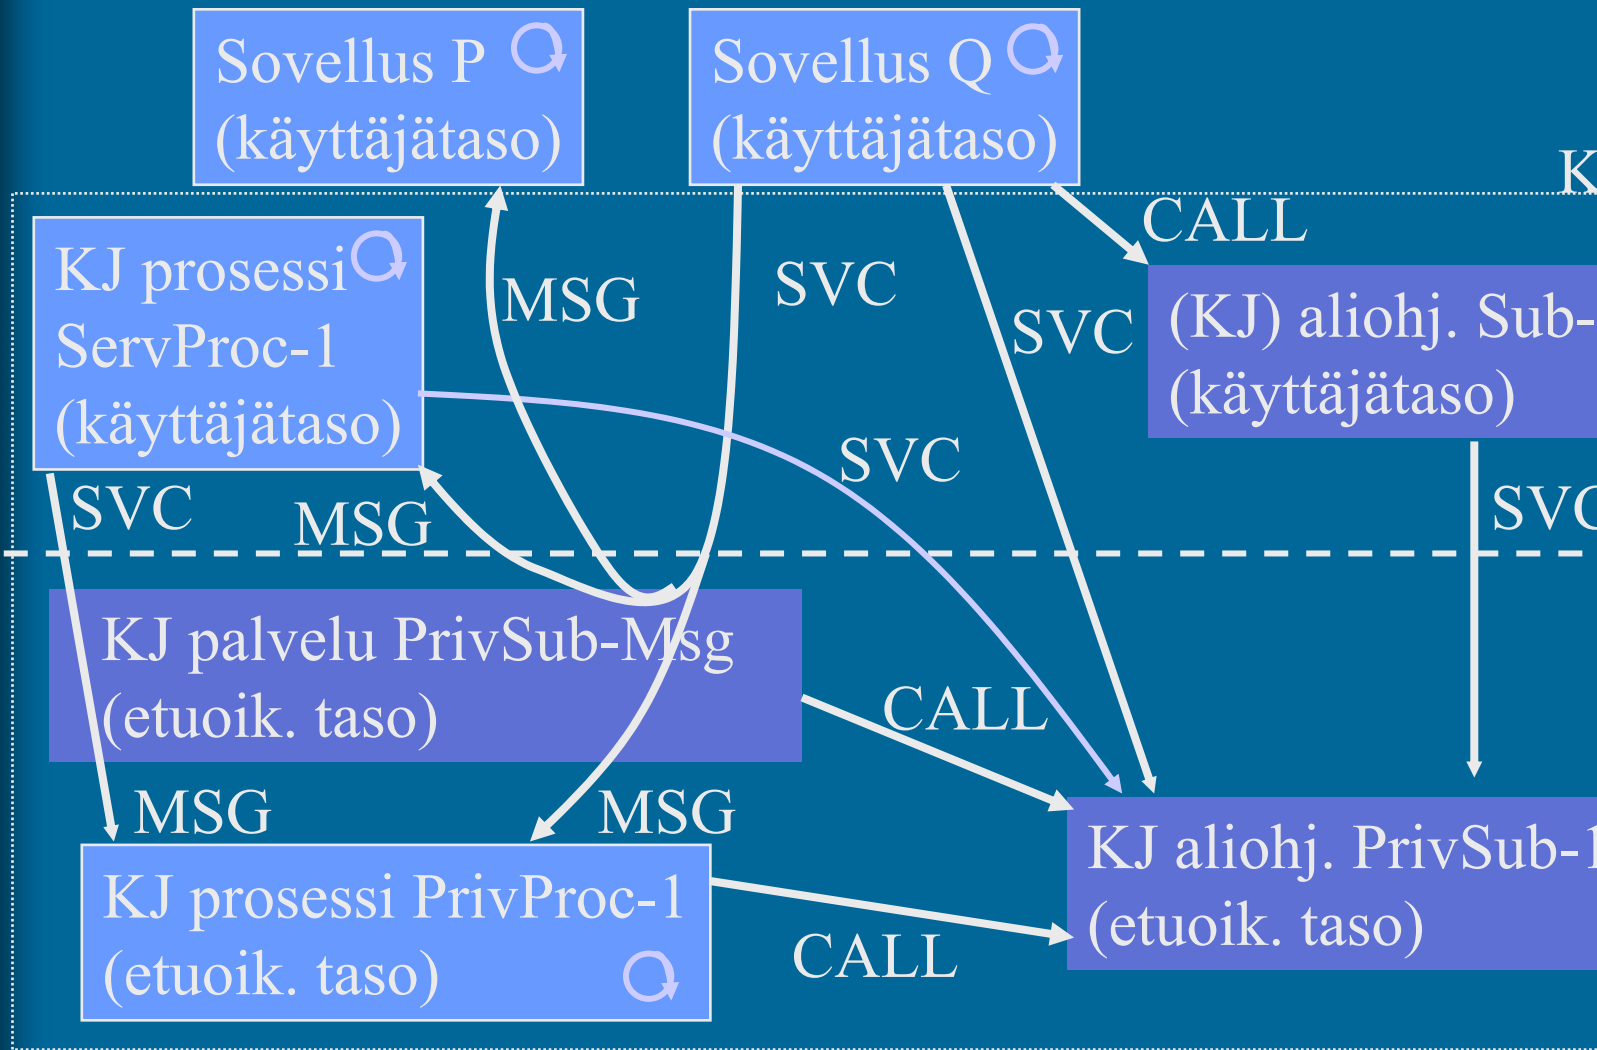 Sovellus P
(käyttäjätaso)
Sovellus Q
(käyttäjätaso)
K
CALL
KJ prosessi
ServProc-1
(käyttäjätaso)
MSG
SVC
SVC
(KJ) aliohj. Sub-
(käyttäjätaso)
SVC
SVC
MSG
SVC
KJ palvelu PrivSub-Msg
(etuoik. taso)
CALL
MSG
MSG
KJ aliohj. PrivSub-1
(etuoik. taso)
KJ prosessi PrivProc-1
(etuoik. taso)
CALL